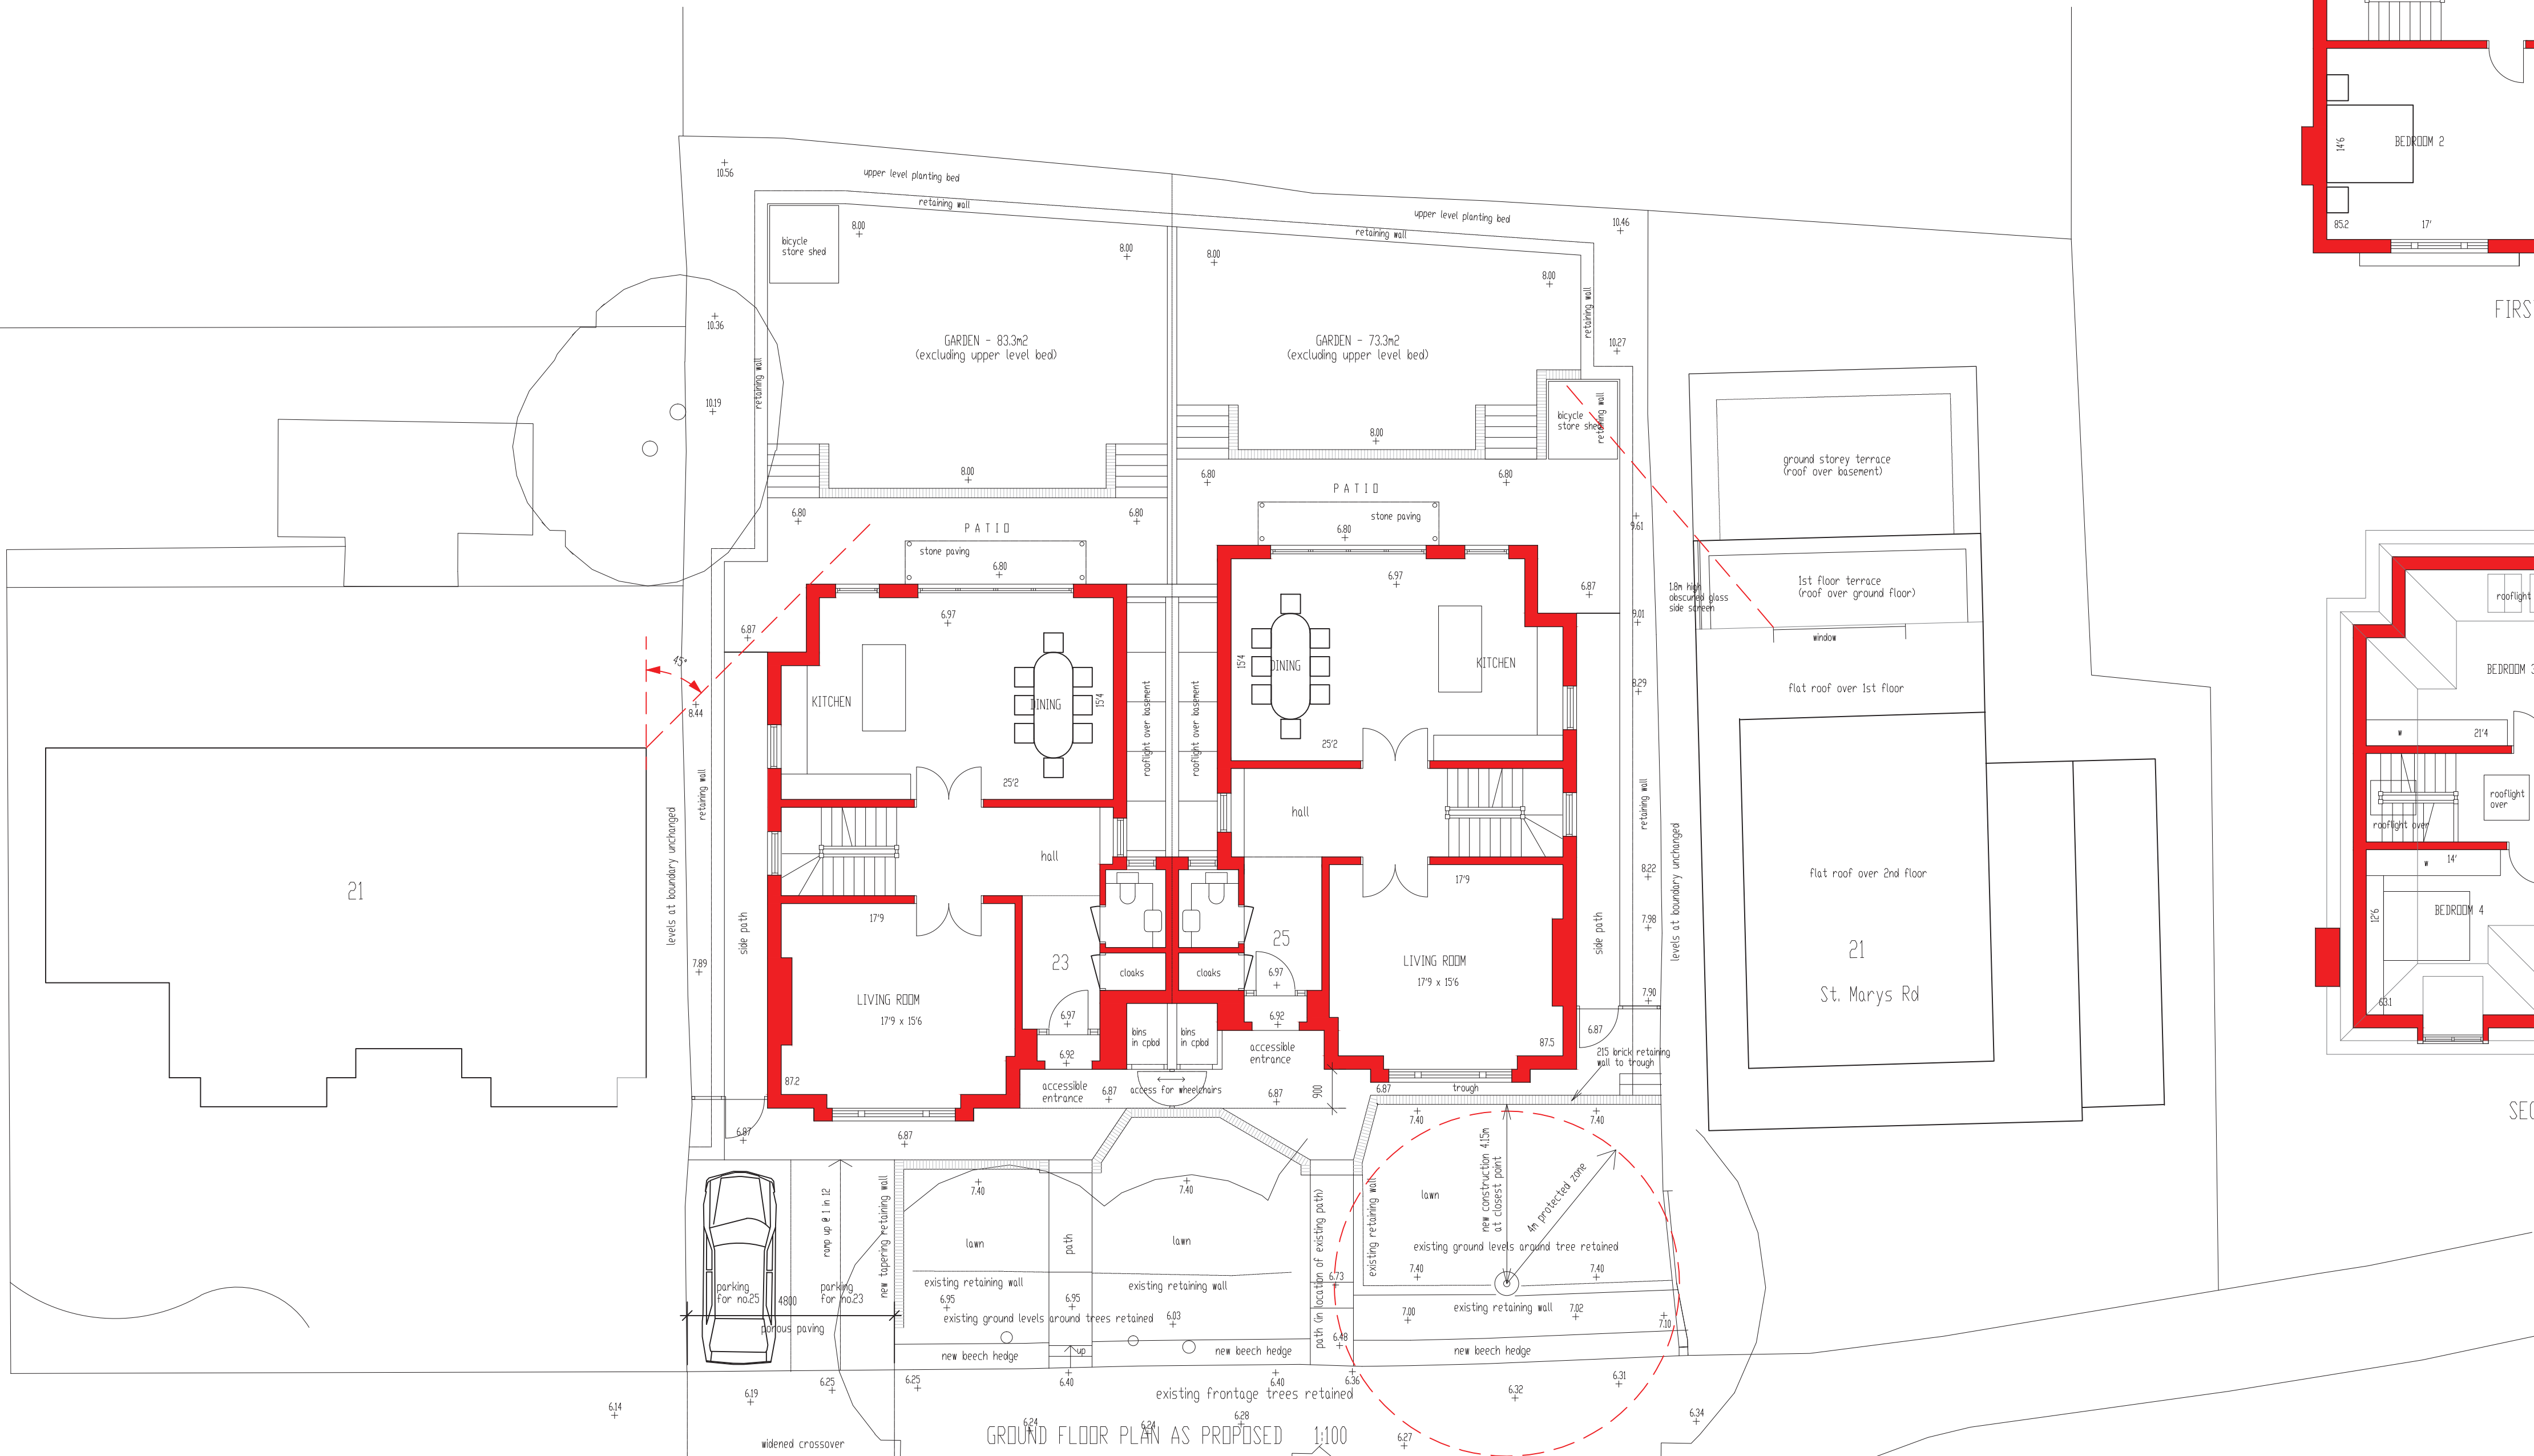 10.56
upper level planting bed
retaining wall
bicycle
store shed
8.00
8.00
8.00
upper level planting bed
retaining wall
10.46
8.00
retaining wall
10.27
10.36
10.19
retaining wall
GARDEN - 83.3m2
(excluding upper level bed)
GARDEN - 73.3m2
(excluding upper level bed)
bicycle
store shed
retaining wall
8.00
8.00
6.80
6.80
6.80
6.80
PATIO
stone paving
6.80
PATIO
stone paving
6.80
9.61
6.87
9.01
8.29
1.8m high
obscured glass
side screen
ground storey terrace
(roof over basement)
1st floor terrace
(roof over ground floor)
window
flat roof over 1st floor
flat roof over 2nd floor
21
St. Marys Rd
45°
8.44
6.87
6.97
KITCHEN
DINING
15'4
25'2
rooflight over basement
rooflight over basement
6.97
15'4
DINING
KITCHEN
25'2
21
levels at boundary unchanged
retaining wall
side path
7.89
hall
hall
17'9
23
LIVING ROOM
17'9 x 15'6
87.2
6.97
6.92
cloaks
cloaks
bins
in cpbd
bins
in cpbd
25
6.97
6.92
17'9
LIVING ROOM
17'9 x 15'6
87.5
side path
retaining wall
levels at boundary unchanged
8.22
7.98
7.90
6.87
215 brick retaining
wall to trough
accessible
entrance
6.87
access for wheelchairs
accessible
entrance
6.87
900
6.87
trough
6.87
6.87
7.40
7.40
7.40
7.40
ramp up @ 1 in 12
new tapering retaining wall
parking
for no.25
4800
parking
for no.23
porous paving
lawn
path
lawn
existing retaining wall
existing retaining wall
6.95
6.95
6.03
existing ground levels around trees retained
new beech hedge
up
new beech hedge
path (in location of existing path)
6.73
6.48
existing retaining wall
lawn
new construction 4.15m
at closest point
4m protected zone
existing ground levels around tree retained
7.40
7.40
existing retaining wall
7.00
7.02
7.10
new beech hedge
6.14
6.19
6.25
6.25
6.40
6.40
6.36
6.32
6.31
6.34
existing frontage trees retained
6.24
6.24
6.28
6.27
GROUND FLOOR PLAN AS PROPOSED 1:100
widened crossover
BEDROOM 2
14'6
85.2
17'
FIRS
rooflight
BEDROOM 3
w
21'4
rooflight
over
rooflight over
w
14'
12'6
BEDROOM 4
63.1
SEC